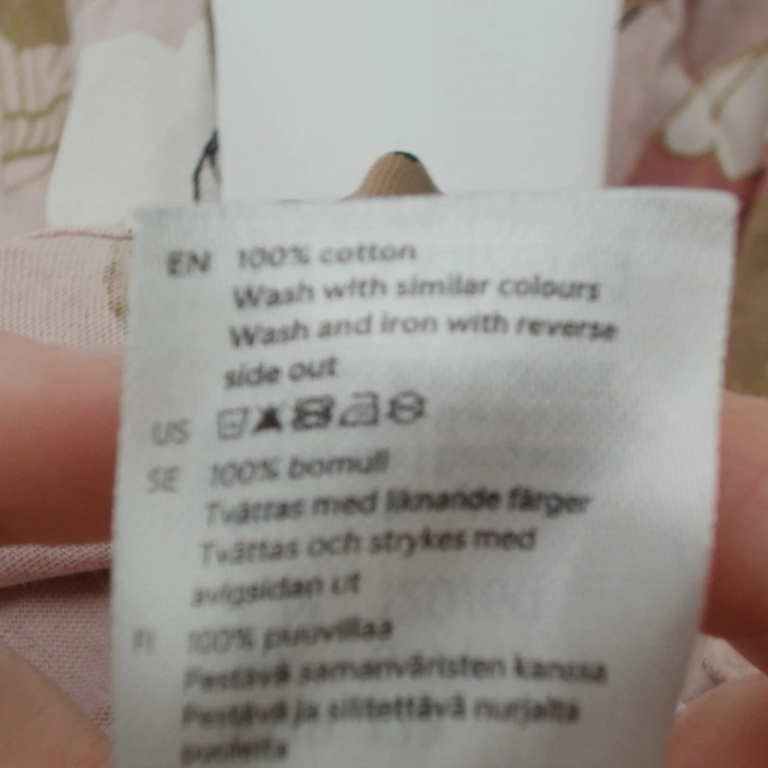 EN 100% cotton
Wash with similar colours
Wash and iron with reverse
side out
US
SE 100% bomull
Tvättas med liknande färger
Tvättas och strykes med
avigsidan ut
FI 100% puuvillaa
Pestävä samanväristen kanssa
Pestävä ja silitettävä nurjalta
puolelta